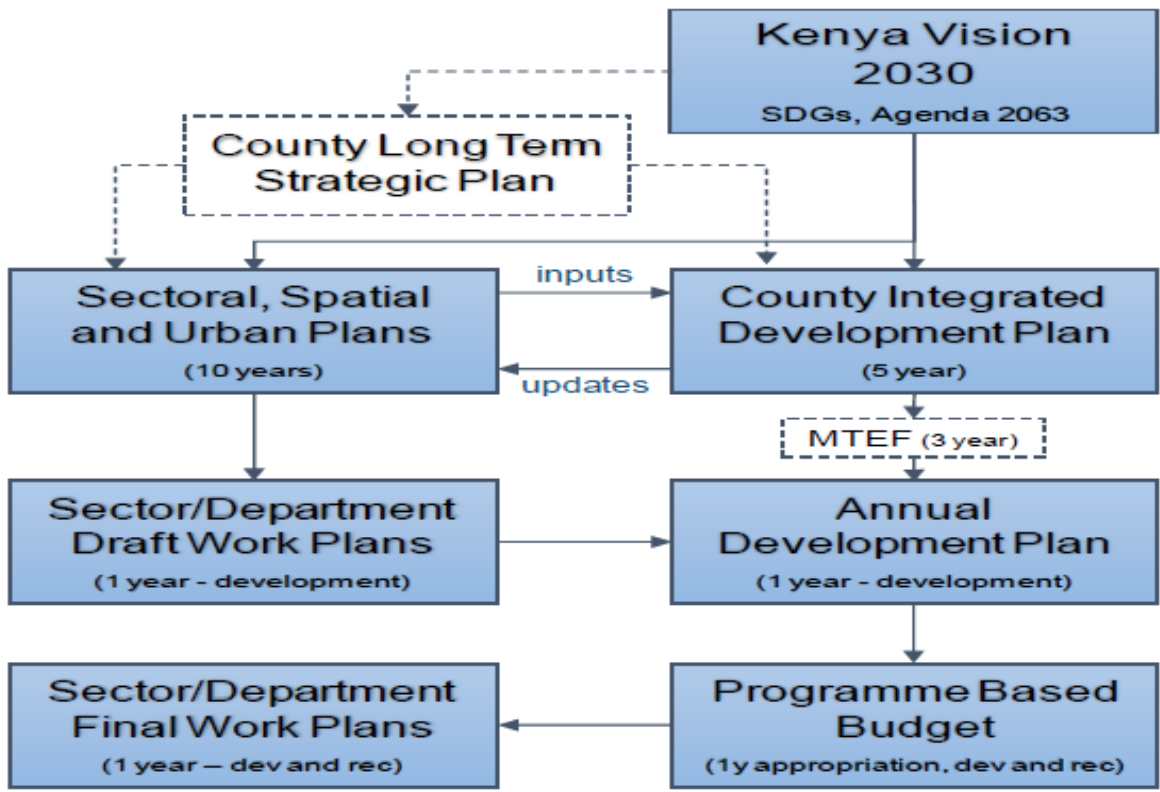 Kenya Vision
2030
SDGs, Agenda 2063
County Long Term
Strategic Plan
Sectoral, Spatial
and Urban Plans
(10 years)
inputs
updates
County Integrated
Development Plan
(5 year)
MTEF (3 year)
Sector/Department
Draft Work Plans
(1 year - development)
Annual
Development Plan
(1 year - development)
Sector/Department
Final Work Plans
(1 year – dev and rec)
Programme Based
Budget
(1y appropriation, dev and rec)